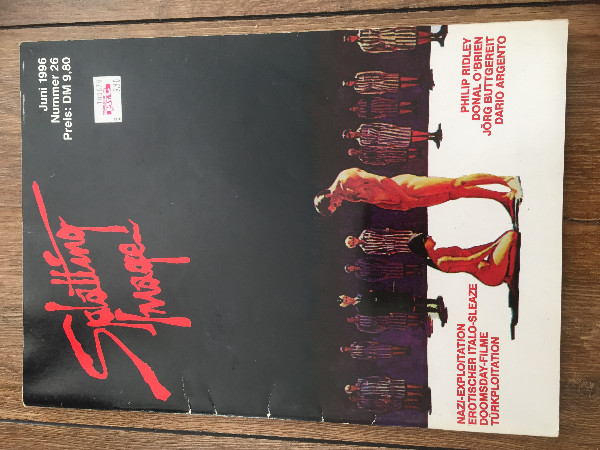 Juni 1996
Nummer 26
Preis: DM 9,80
Splatting
Image
PHILIP RIDLEY
DONAL O'BRIEN
JÖRG BUTTGEREIT
DARIO ARGENTO
NAZI-EXPLOITATION
EROTISCHER ITALO-SLEAZE
DOOMSDAY-FILME
TÜRKPLOITATION